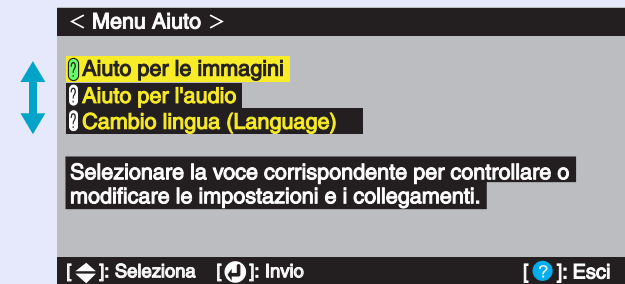 < Menu Aiuto >
? Aiuto per le immagini
? Aiuto per l'audio
? Cambio lingua (Language)
Selezionare la voce corrispondente per controllare o
modificare le impostazioni e i collegamenti.
[ ]: Seleziona [ ]: Invio [ ? ]: Esci